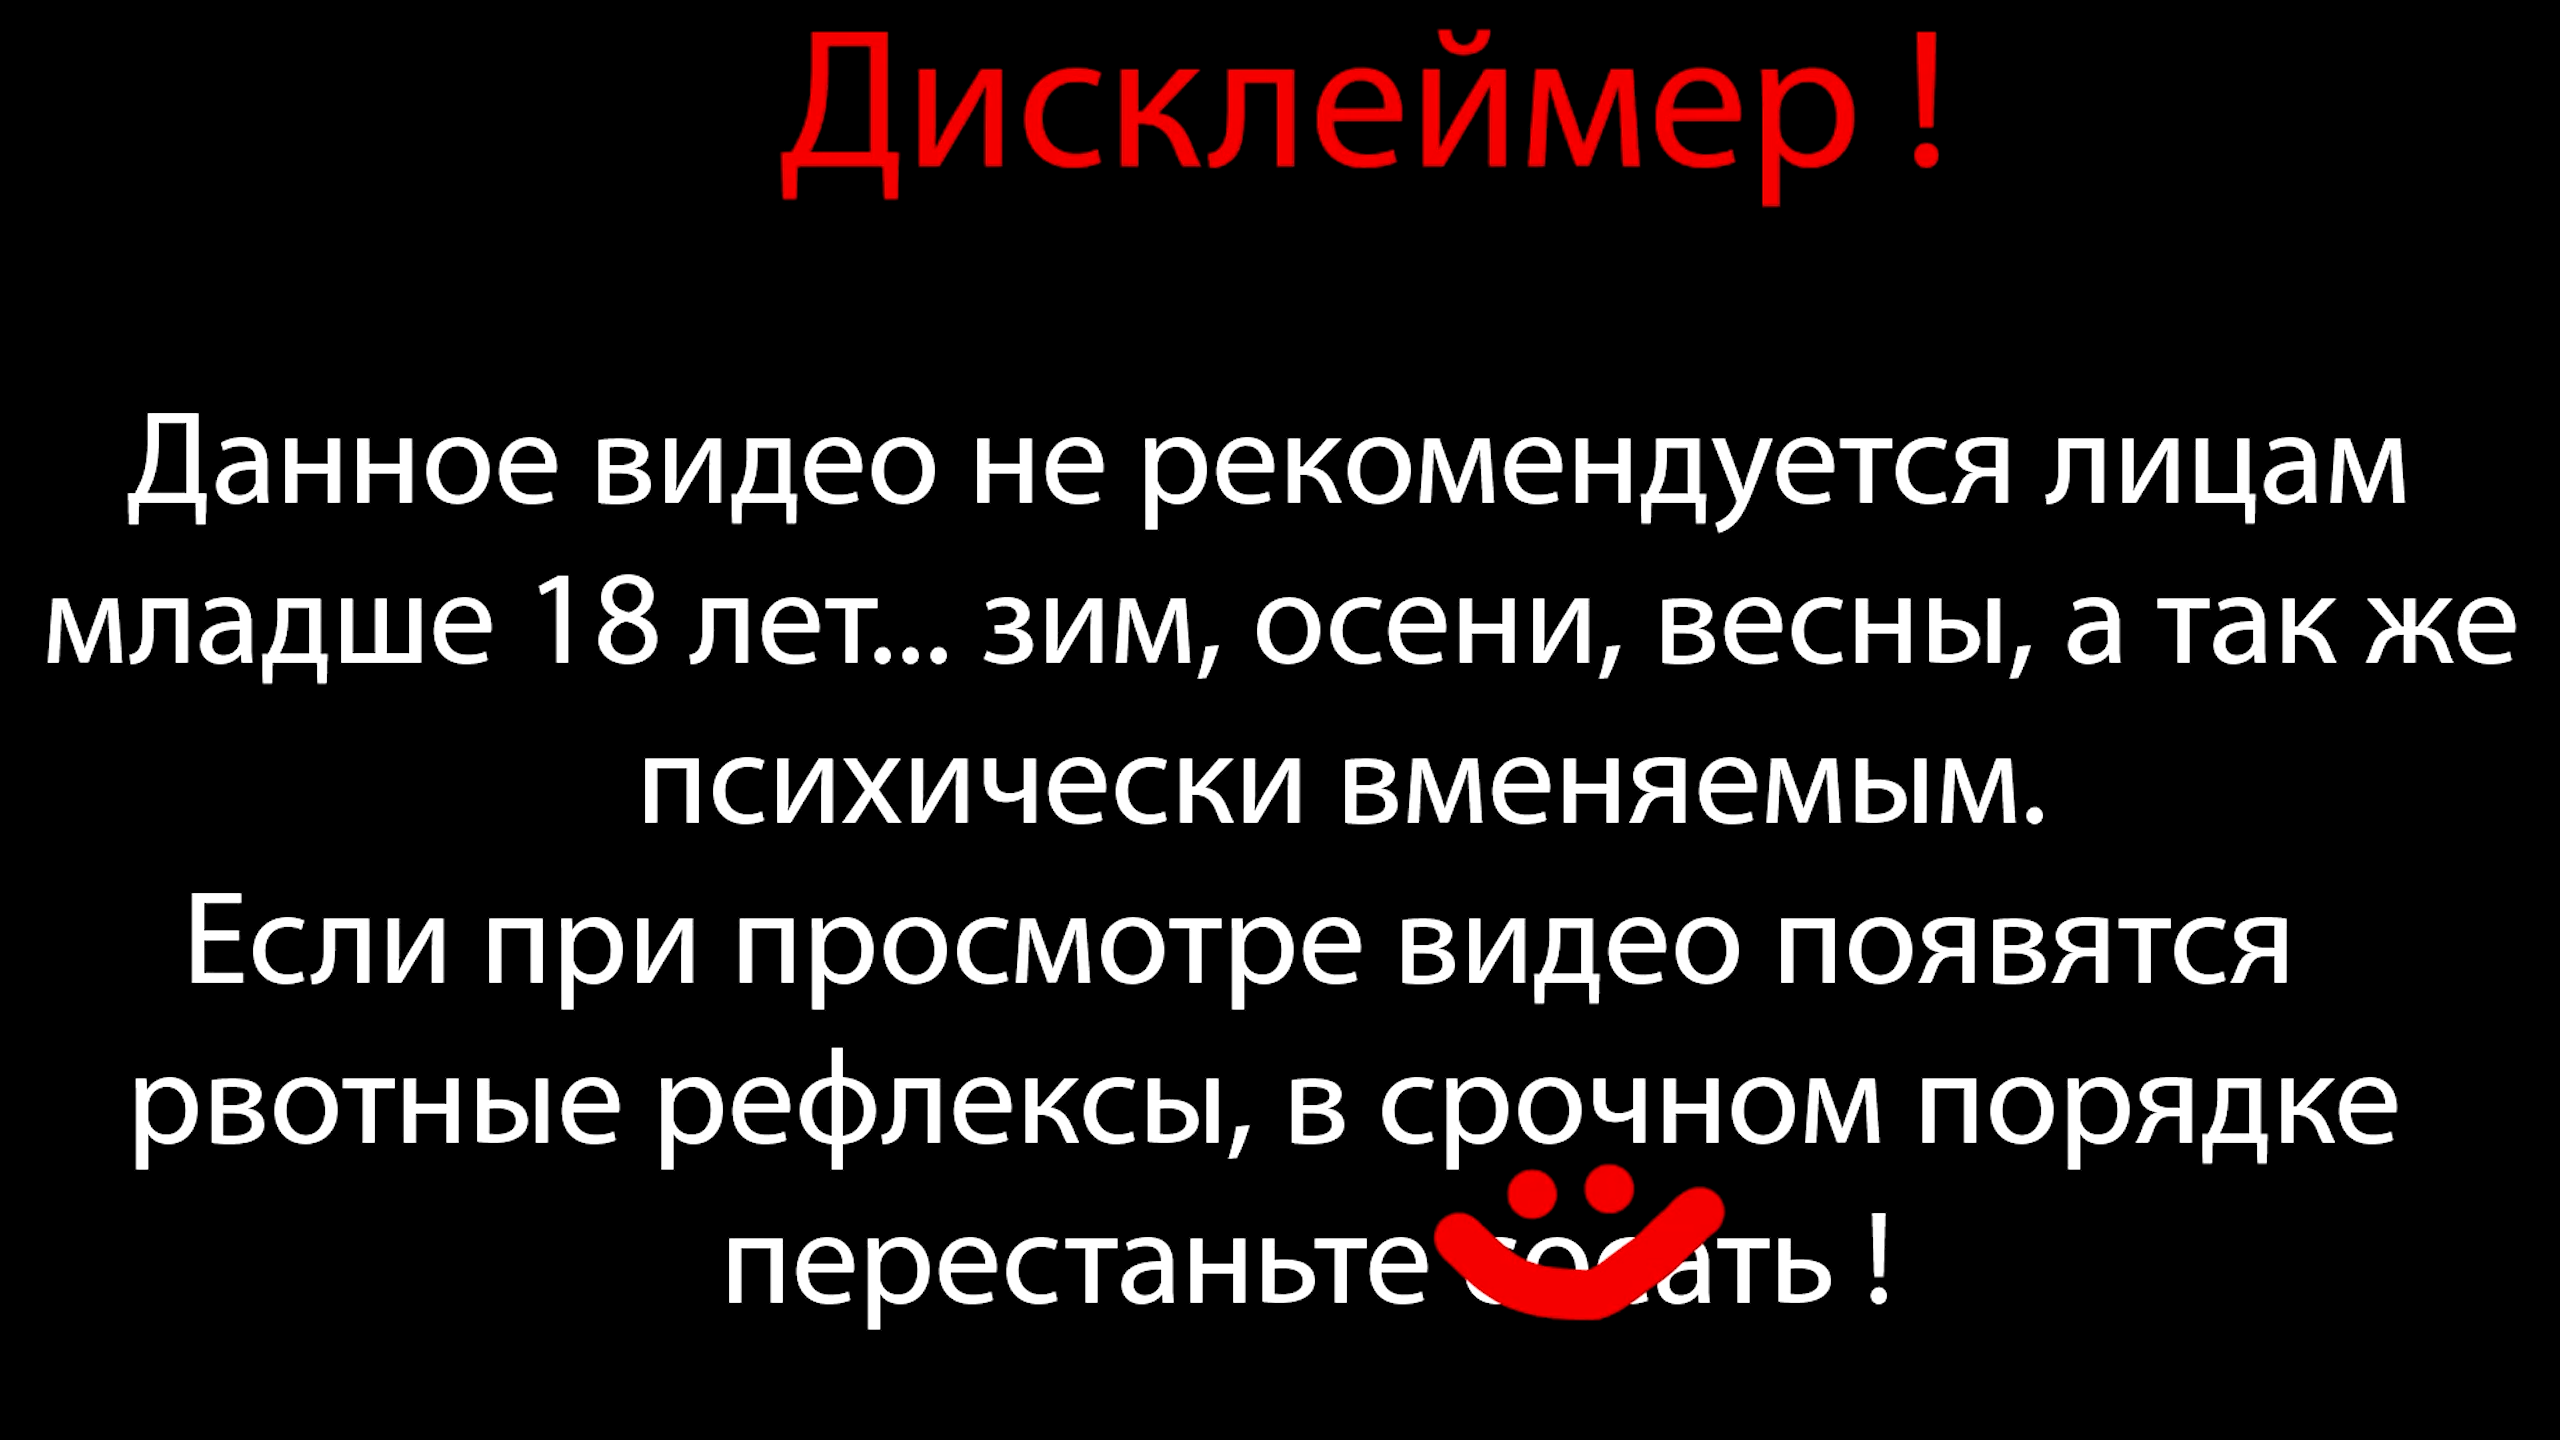 Дисклеймер !
Данное видео не рекомендуется лицам
младше 18 лет... зим, осени, весны, а так же
психически вменяемым.
Если при просмотре видео появятся
рвотные рефлексы, в срочном порядке
перестаньте сосать !